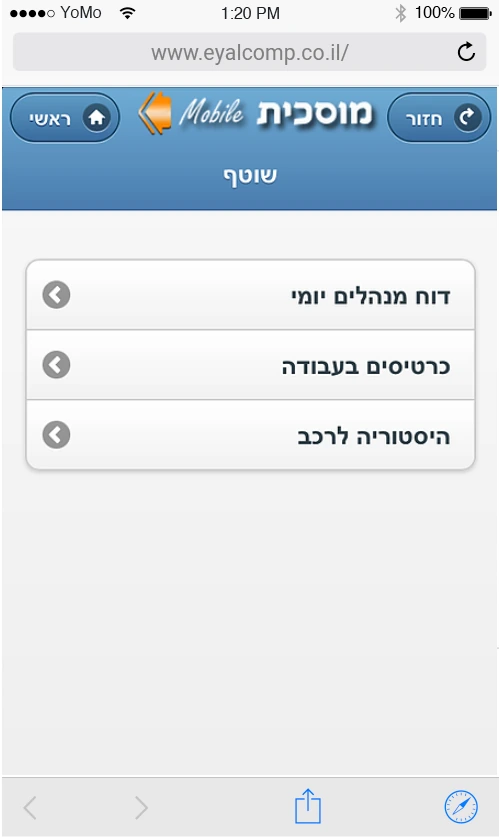 YoMo 1:20 PM 100%
www.eyalcomp.co.il/
חזור מוסכית Mobile ראשי
שוטף
דוח מנהלים יומי
כרטיסים בעבודה
היסטוריה לרכב